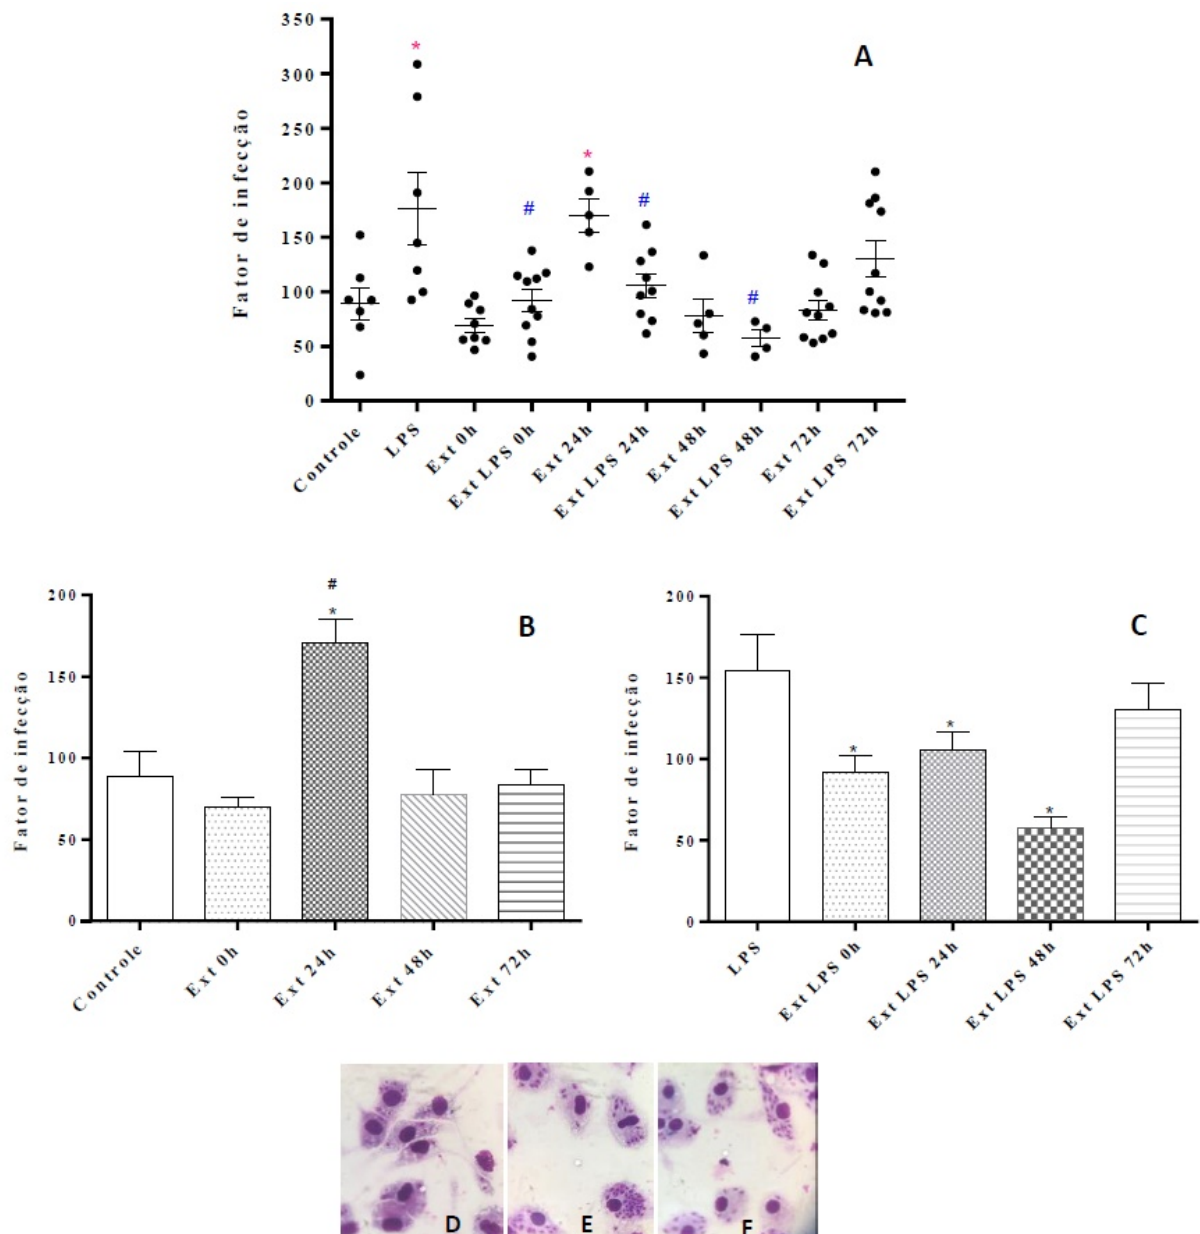 350
300
250
200
150
100
50
0
Fator de infecção
A
*
#
*
#
#
Controle
LPS
Ext 0h
Ext LPS 0h
Ext 24h
Ext LPS 24h
Ext 48h
Ext LPS 48h
Ext 72h
Ext LPS 72h
200
150
100
50
0
Fator de infecção
#
*
B
Controle
Ext 0h
Ext 24h
Ext 48h
Ext 72h
200
150
100
50
0
Fator de infecção
C
*
*
*
LPS
Ext LPS 0h
Ext LPS 24h
Ext LPS 48h
Ext LPS 72h
D
E
F